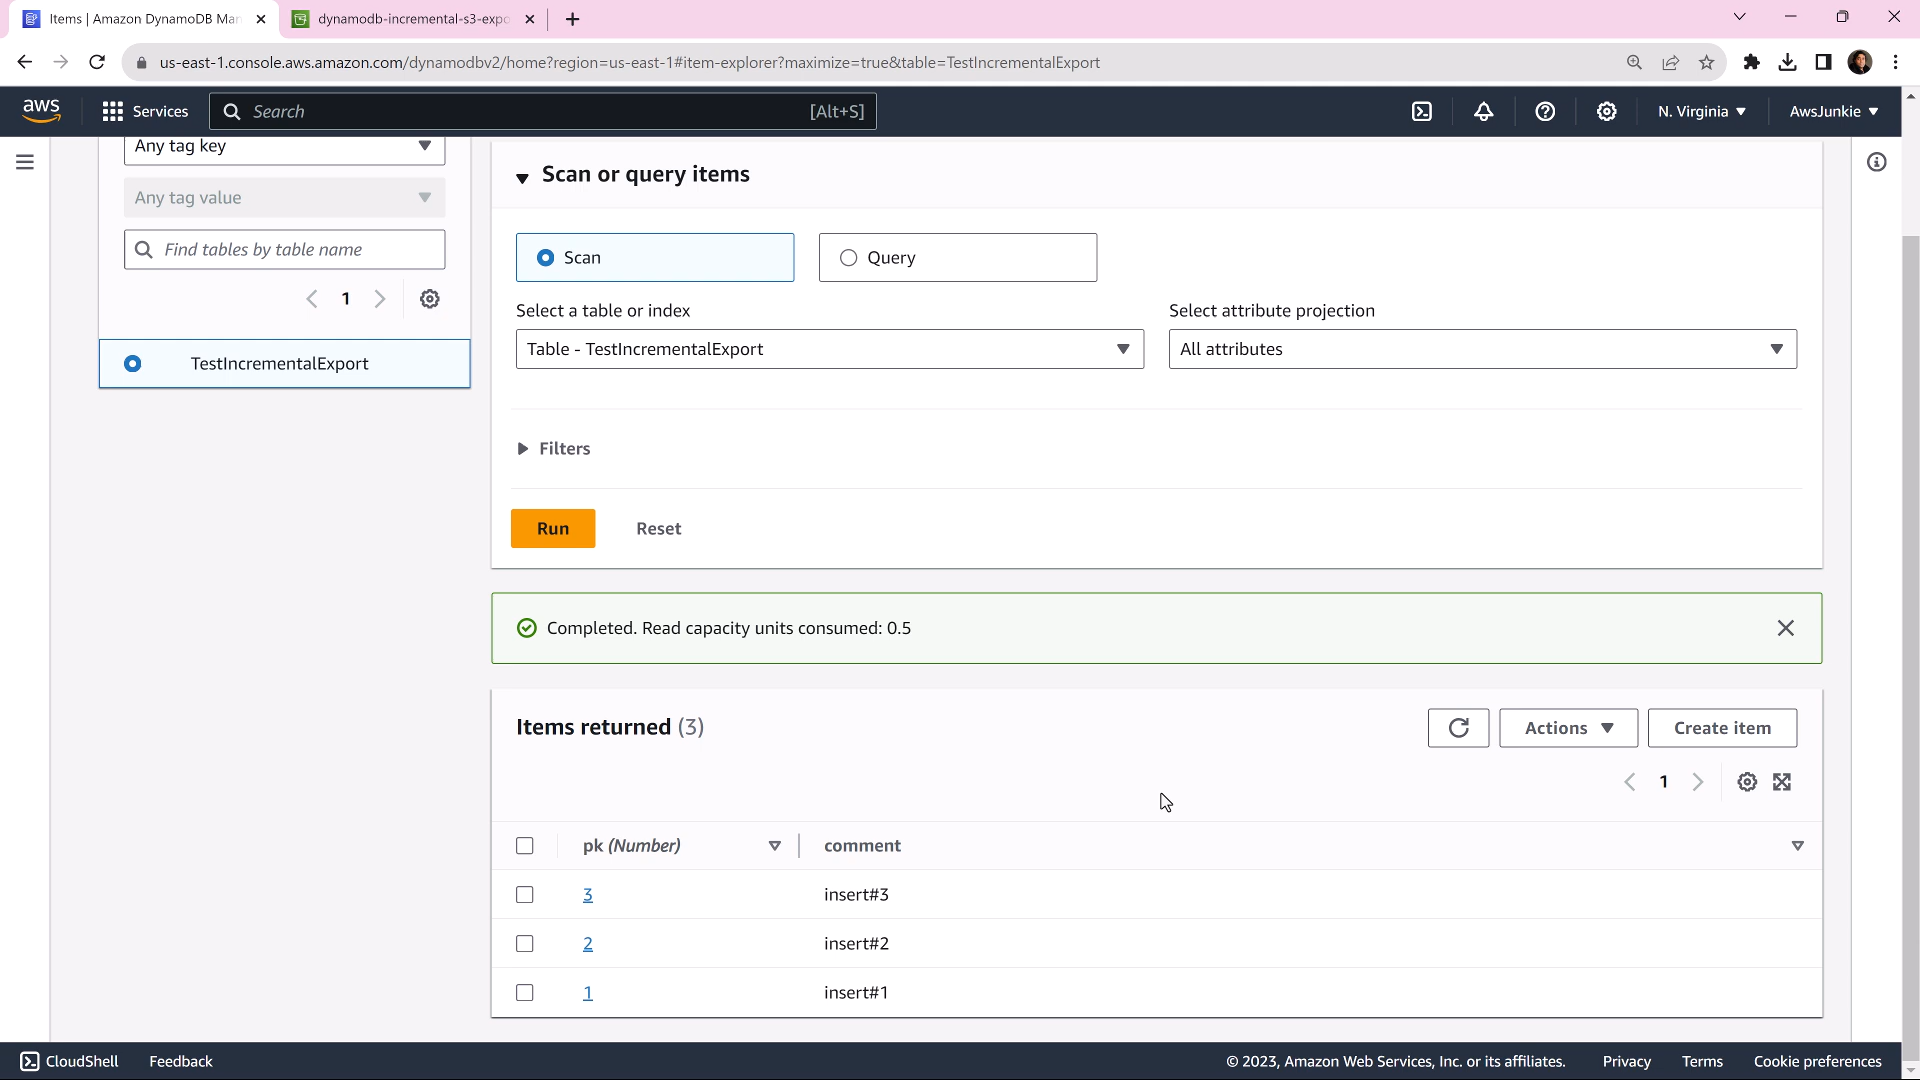 Items | Amazon DynamoDB Man
dynamodb-incremental-s3-expo
us-east-1.console.aws.amazon.com/dynamodbv2/home?region=us-east-1#item-explorer?maximize=true&table=TestIncrementalExport
aws
Services
Search
[Alt+S]
N. Virginia
AwsJunkie
Any tag key
Any tag value
Find tables by table name
1
TestIncrementalExport
Scan or query items
Scan
Query
Select a table or index
Select attribute projection
Table - TestIncrementalExport
All attributes
Filters
Run
Reset
Completed. Read capacity units consumed: 0.5
Items returned (3)
Actions
Create item
1
pk (Number)
comment
3
insert#3
2
insert#2
1
insert#1
CloudShell
Feedback
© 2023, Amazon Web Services, Inc. or its affiliates.
Privacy
Terms
Cookie preferences